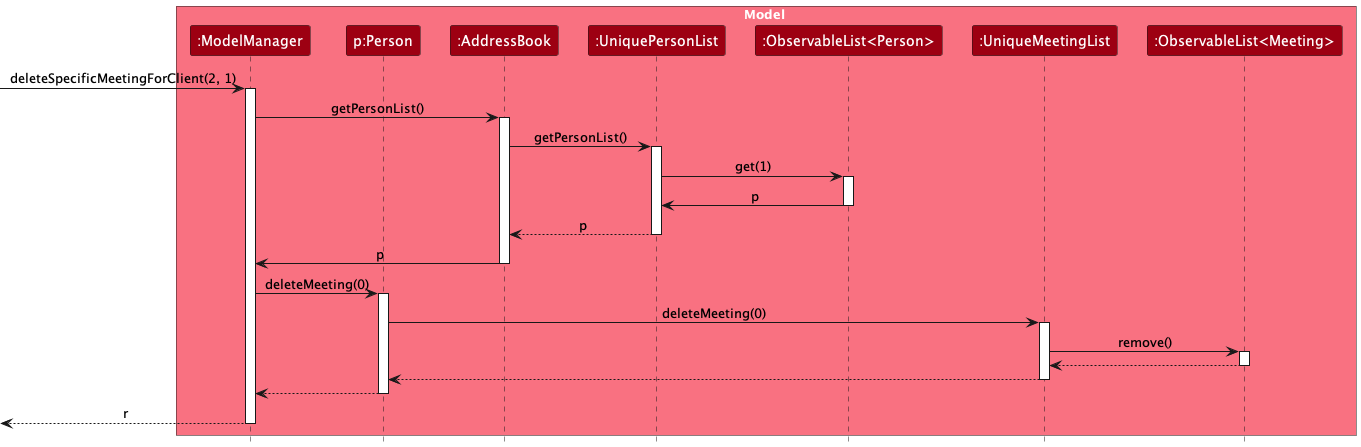 Model
:ModelManager
p:Person
:AddressBook
:UniquePersonList
:ObservableList<Person>
:UniqueMeetingList
:ObservableList<Meeting>
deleteSpecificMeetingForClient(2, 1)
getPersonList()
getPersonList()
get(1)
p
p
p
deleteMeeting(0)
deleteMeeting(0)
remove()
r